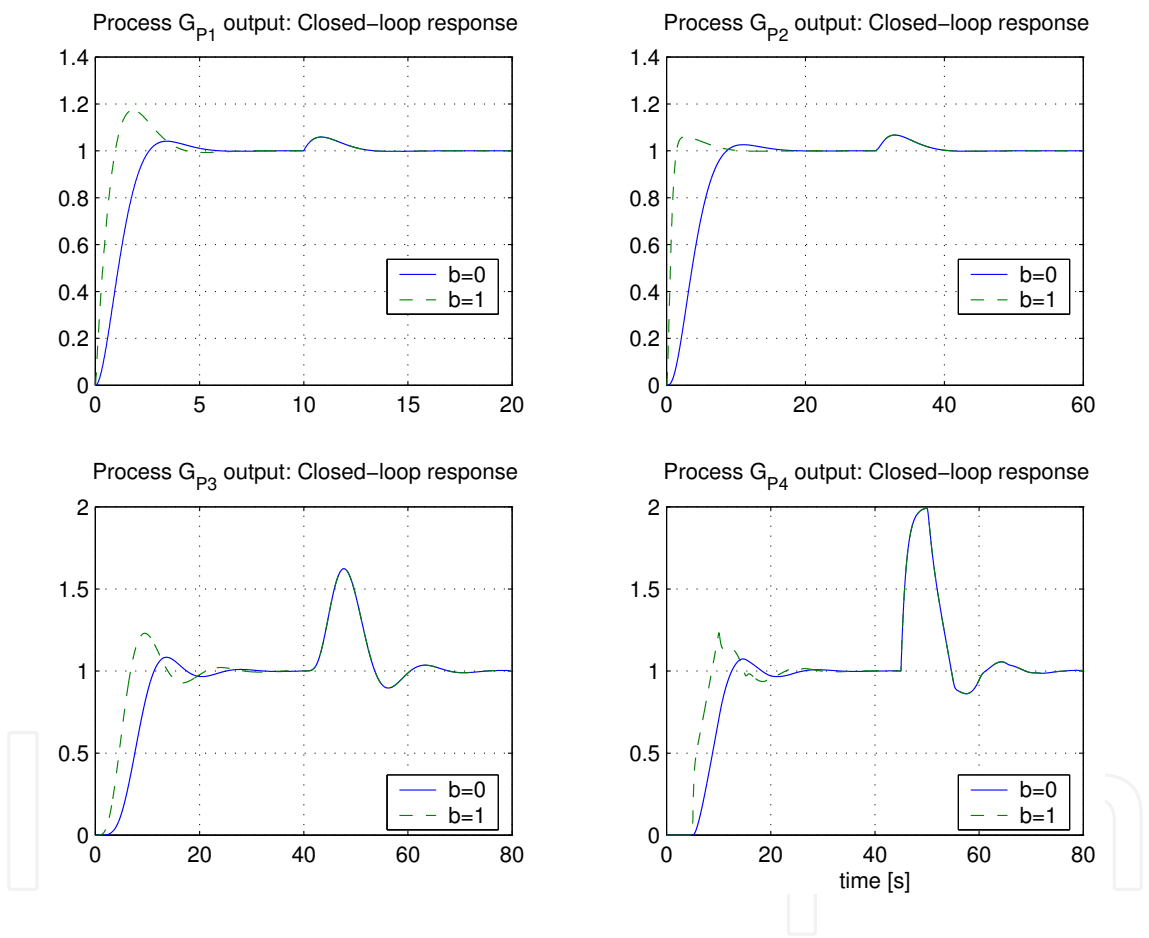 Process G_P1 output: Closed−loop response
1.4
1.2
1
0.8
0.6
0.4
0.2
0
0 5 10 15 20
b=0
b=1
Process G_P2 output: Closed−loop response
1.4
1.2
1
0.8
0.6
0.4
0.2
0
0 20 40 60
b=0
b=1
Process G_P3 output: Closed−loop response
2
1.5
1
0.5
0
0 20 40 60 80
b=0
b=1
Process G_P4 output: Closed−loop response
2
1.5
1
0.5
0
0 20 40 60 80
b=0
b=1
time [s]